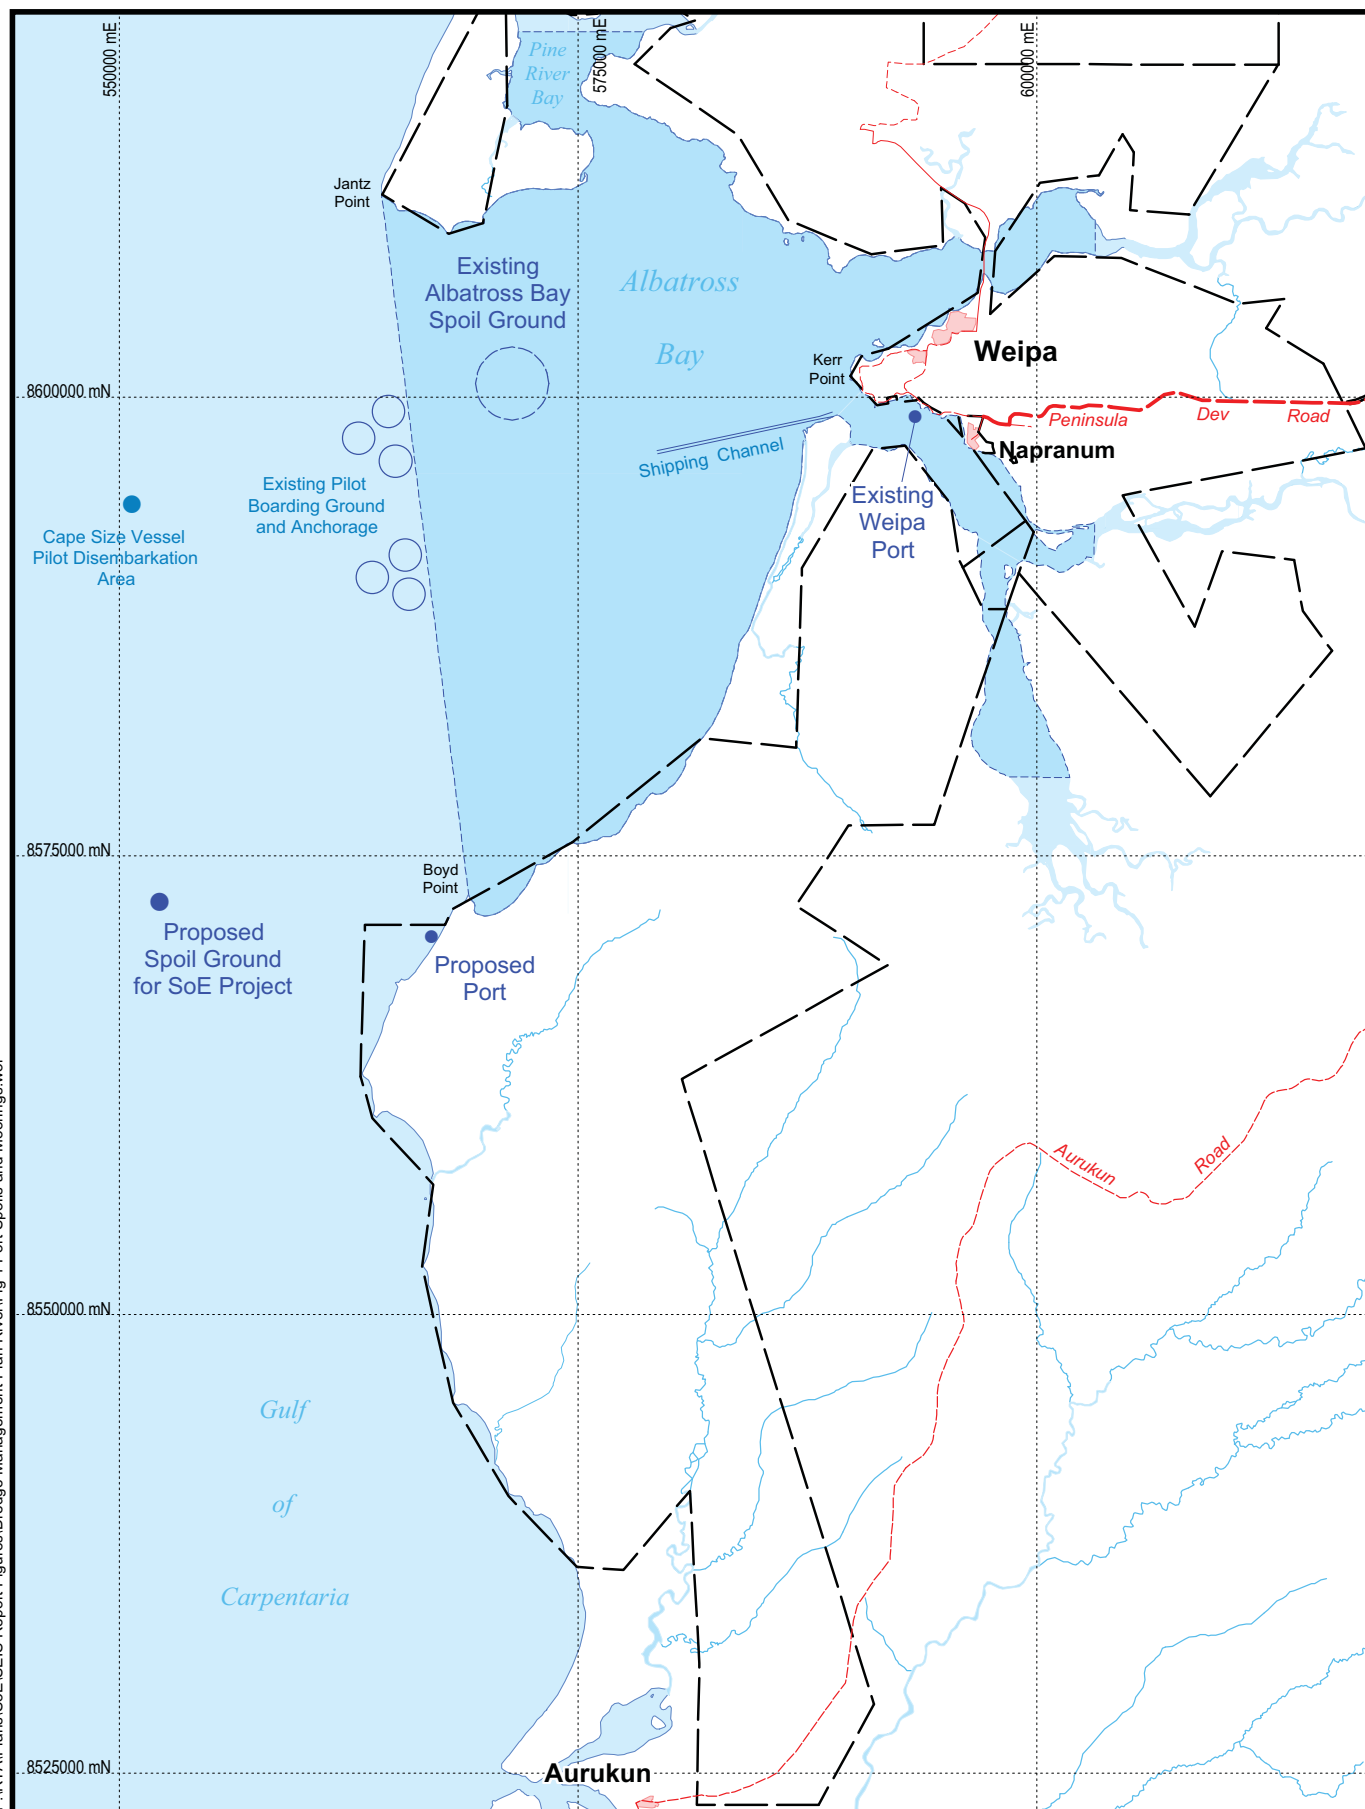 550000 mE
575000 mE
600000 mE
Pine
River
Bay
Jantz
Point
Existing
Albatross Bay
Spoil Ground
Albatross
Bay
Kerr
Point
Weipa
8600000 mN
Peninsula Dev Road
Shipping Channel
Napranum
Existing Pilot
Boarding Ground
and Anchorage
Existing
Weipa
Port
Cape Size Vessel
Pilot Disembarkation
Area
8575000 mN
Boyd
Point
Proposed
Spoil Ground
for SoE Project
Proposed
Port
Aurukun Road
8550000 mN
Gulf
of
Carpentaria
8525000 mN
Aurukun